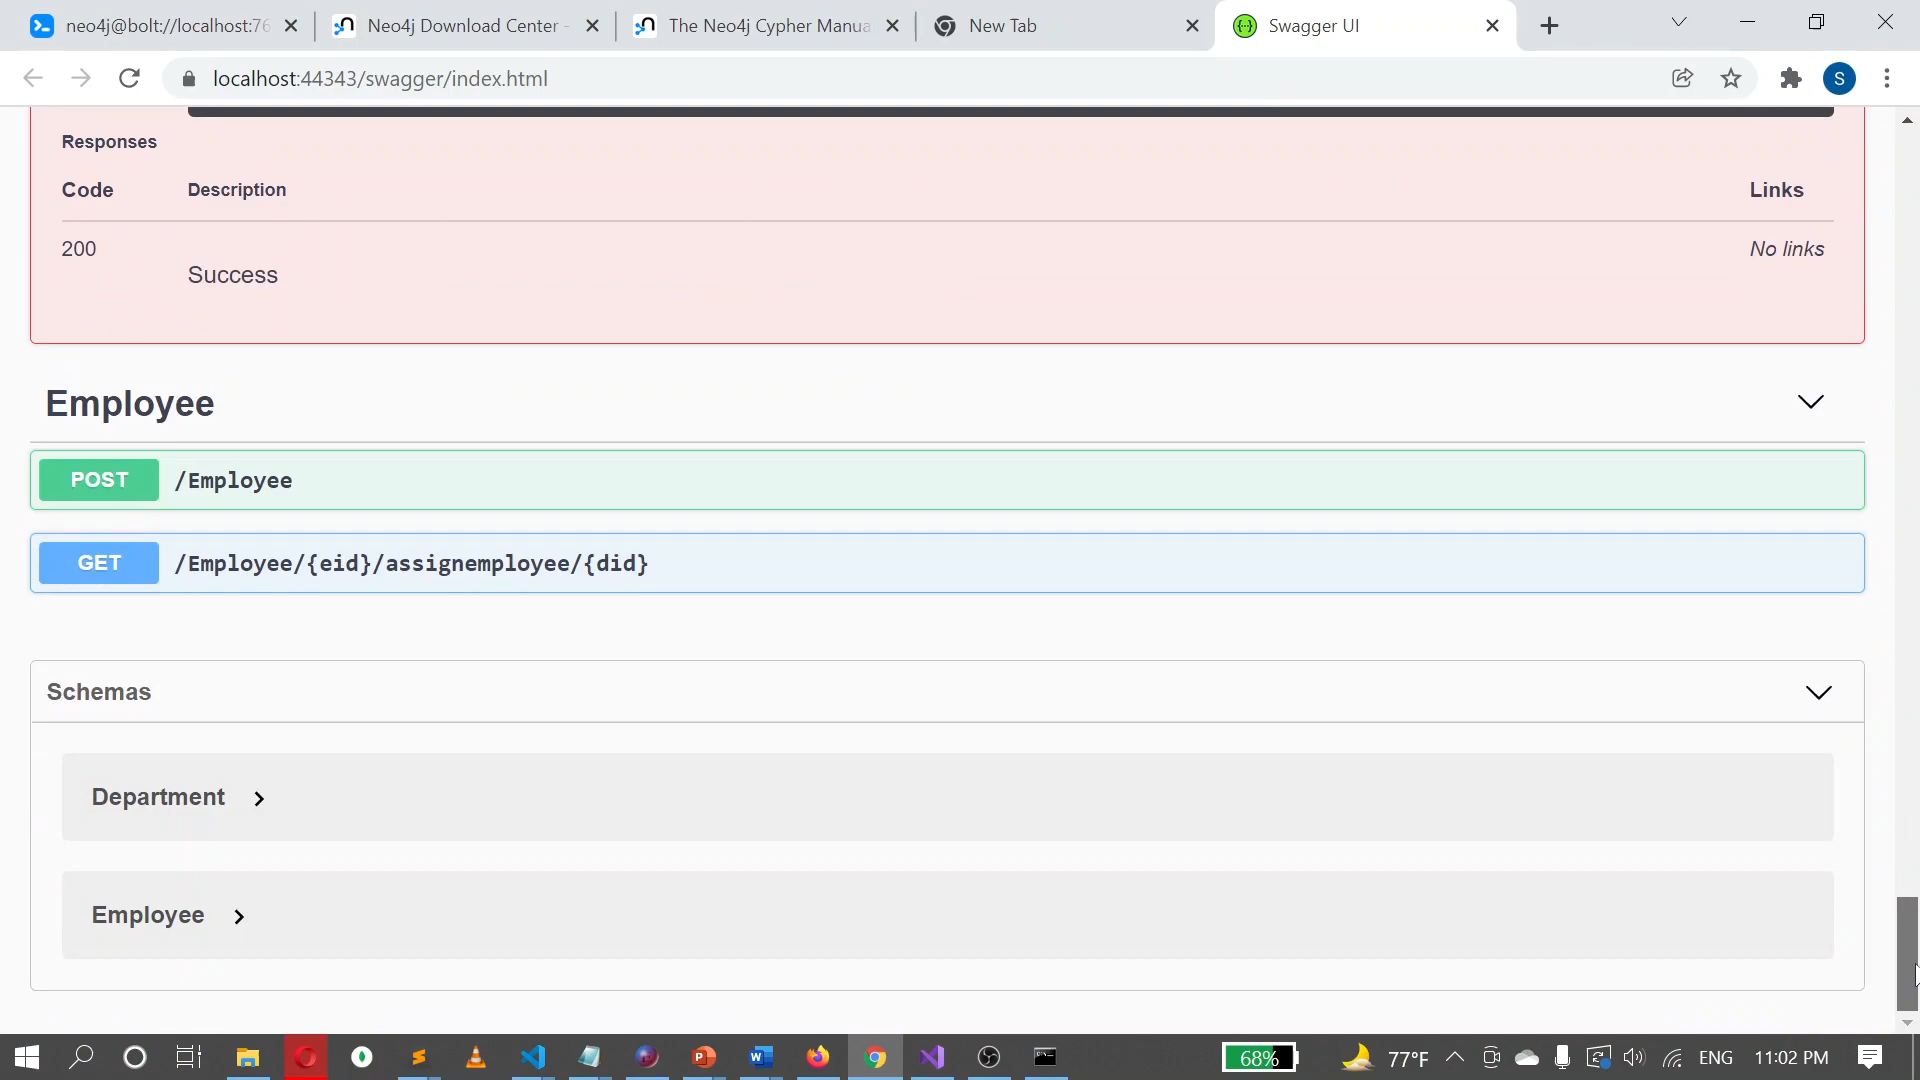 neo4j@bolt://localhost:76
Neo4j Download Center -
The Neo4j Cypher Manua
New Tab
Swagger UI
localhost:44343/swagger/index.html
S
Responses
Code Description Links
200 No links
Success
Employee
POST /Employee
GET /Employee/{eid}/assignemployee/{did}
Schemas
Department
Employee
68% 77°F ENG 11:02 PM